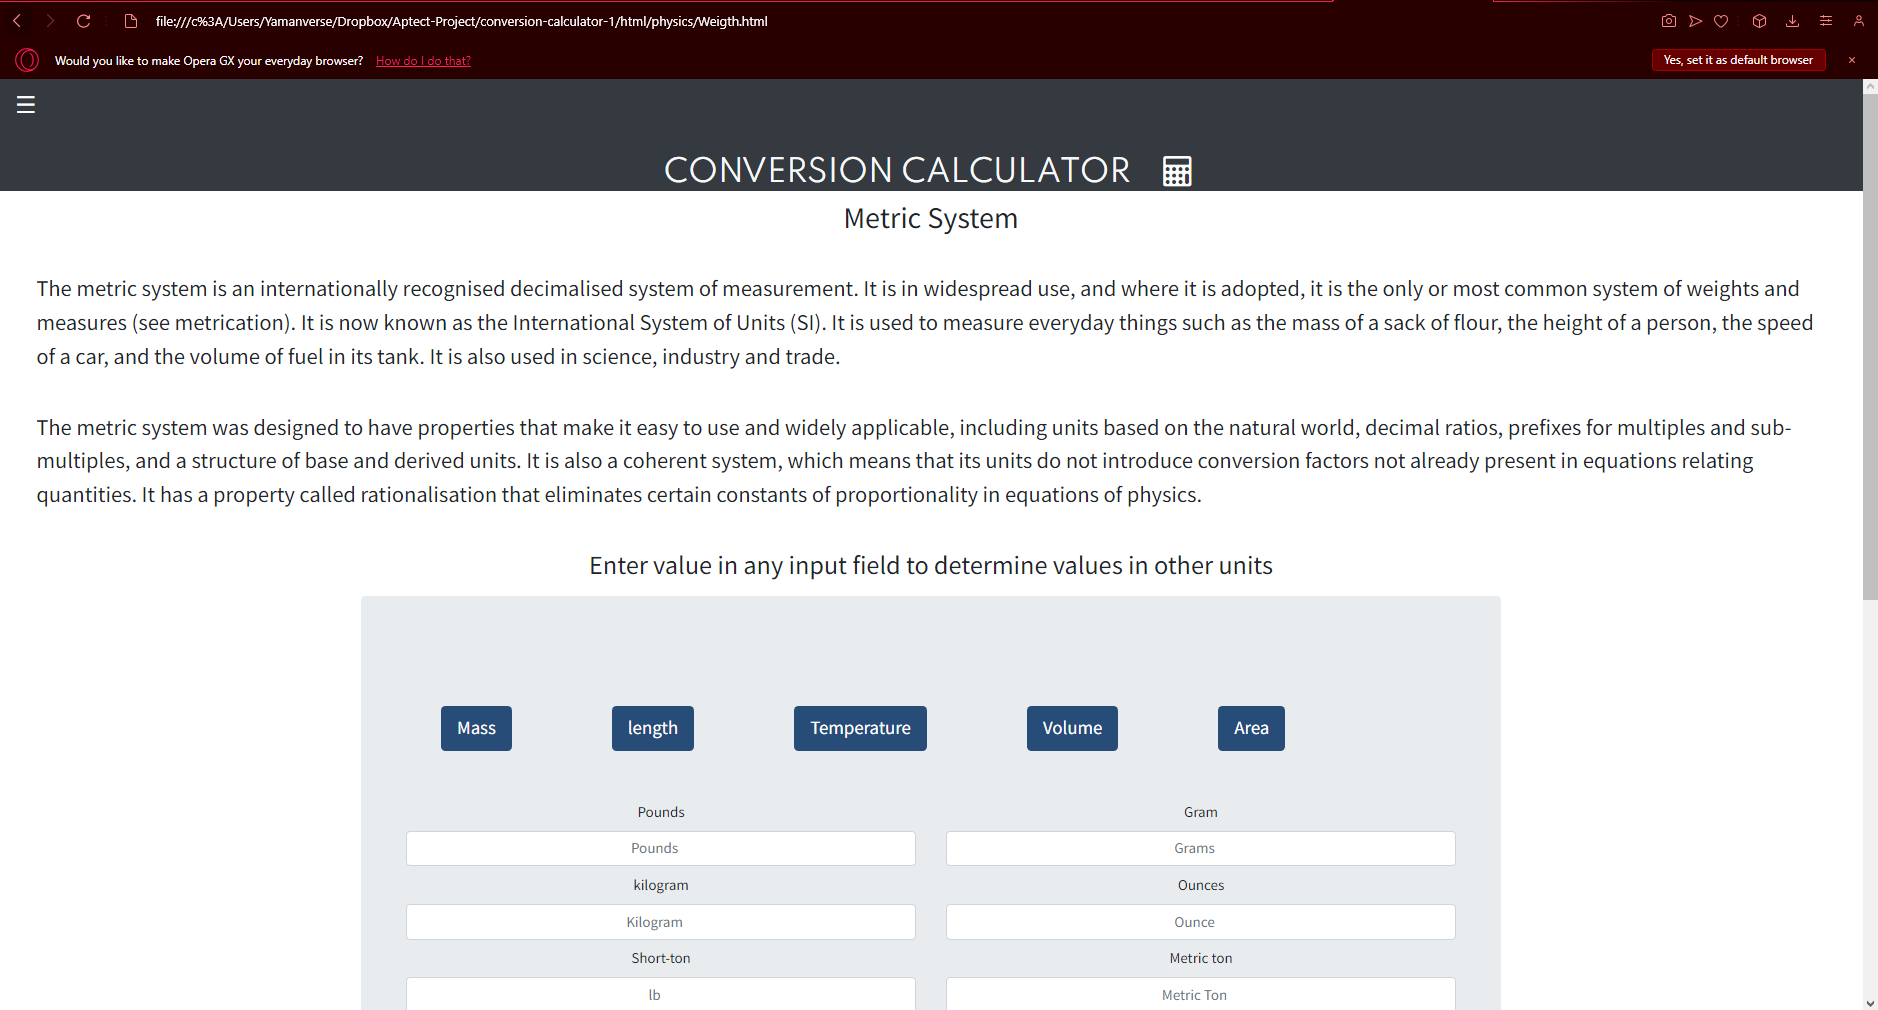 file:///c%3A/Users/Yamanverse/Dropbox/Aptect-Project/conversion-calculator-1/html/physics/Weigth.html
Would you like to make Opera GX your everyday browser? How do I do that? Yes, set it as default browser
CONVERSION CALCULATOR
Metric System
The metric system is an internationally recognised decimalised system of measurement. It is in widespread use, and where it is adopted, it is the only or most common system of weights and
measures (see metrication). It is now known as the International System of Units (SI). It is used to measure everyday things such as the mass of a sack of flour, the height of a person, the speed
of a car, and the volume of fuel in its tank. It is also used in science, industry and trade.
The metric system was designed to have properties that make it easy to use and widely applicable, including units based on the natural world, decimal ratios, prefixes for multiples and sub-
multiples, and a structure of base and derived units. It is also a coherent system, which means that its units do not introduce conversion factors not already present in equations relating
quantities. It has a property called rationalisation that eliminates certain constants of proportionality in equations of physics.
Enter value in any input field to determine values in other units
Mass length Temperature Volume Area
Pounds Gram
Pounds Grams
kilogram Ounces
Kilogram Ounce
Short-ton Metric ton
lb Metric Ton